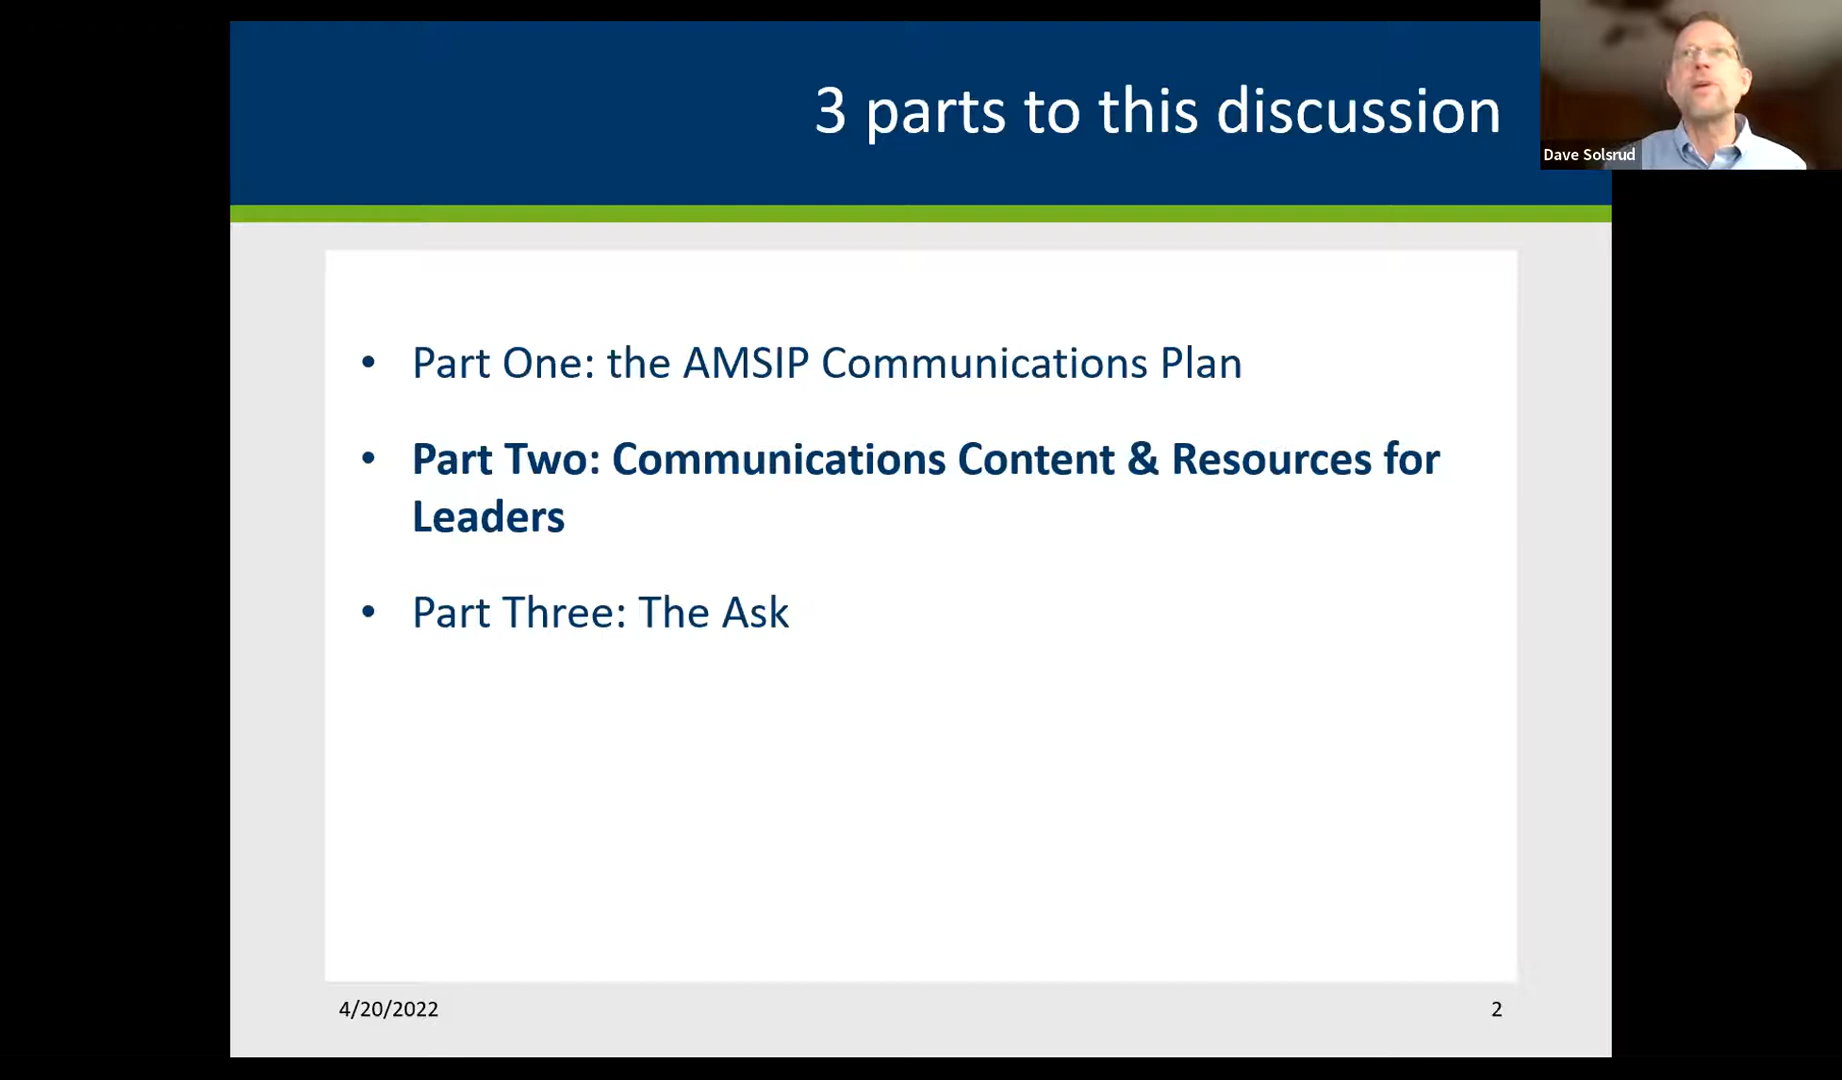 3 parts to this discussion
Dave Solsrud
• Part One: the AMSIP Communications Plan
• Part Two: Communications Content & Resources for
Leaders
• Part Three: The Ask
4/20/2022
2